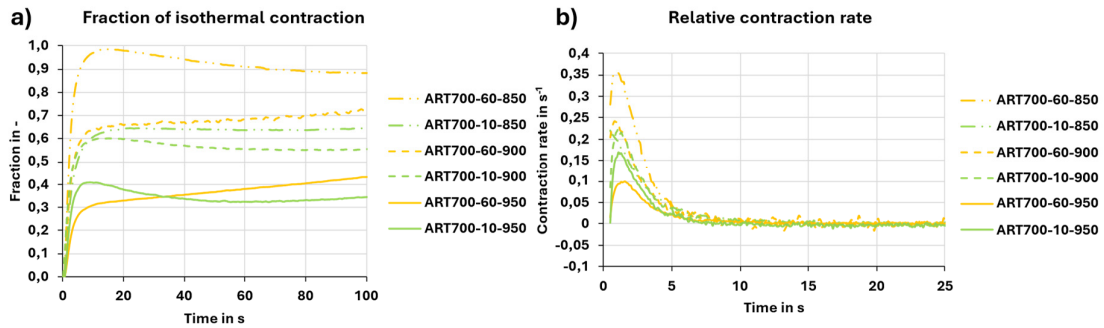 a) Fraction of isothermal contraction
1,0
0,9
0,8
0,7
0,6
0,5
0,4
0,3
0,2
0,1
0,0
Fraction in -
0 20 40 60 80 100
Time in s
ART700-60-850
ART700-10-850
ART700-60-900
ART700-10-900
ART700-60-950
ART700-10-950
b) Relative contraction rate
0,4
0,35
0,3
0,25
0,2
0,15
0,1
0,05
0
-0,05
-0,1
Contraction rate in s⁻¹
0 5 10 15 20 25
Time in s
ART700-60-850
ART700-10-850
ART700-60-900
ART700-10-900
ART700-60-950
ART700-10-950